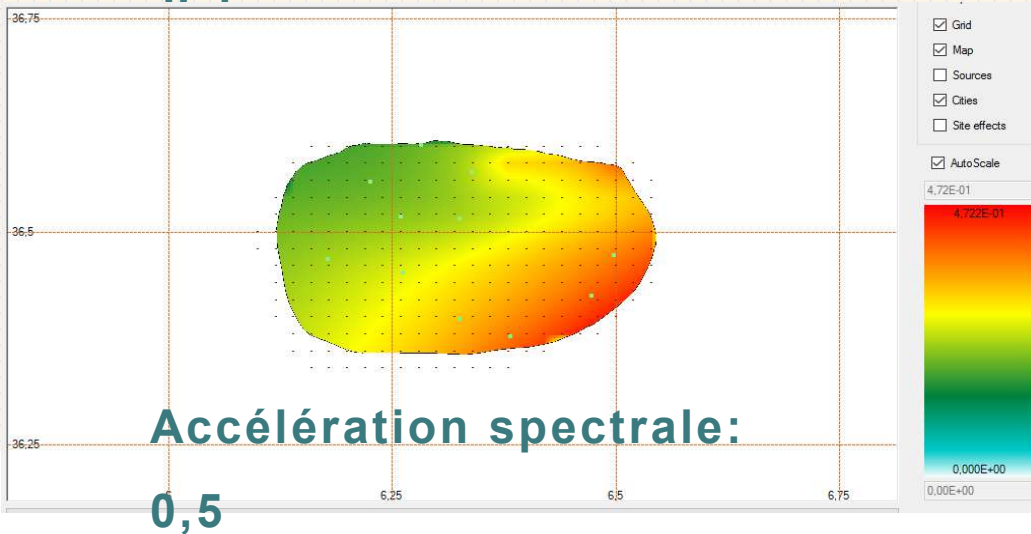 36,75
Grid
Map
Sources
Cities
Site effects
AutoScale
4,72E-01
4,722E-01
36,5
36,25
Accélération spectrale:
0,000E+00
0,00E+00
6,25
6,5
6,75
0,5